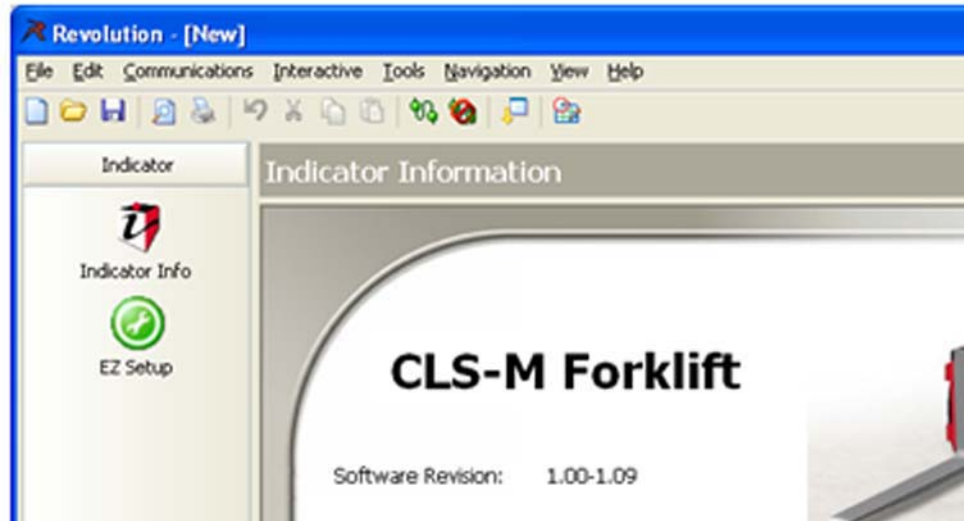 Revolution - [New]
File Edit Communications Interactive Tools Navigation View Help
Indicator
Indicator Information
Indicator Info
EZ Setup
CLS-M Forklift
Software Revision: 1.00-1.09